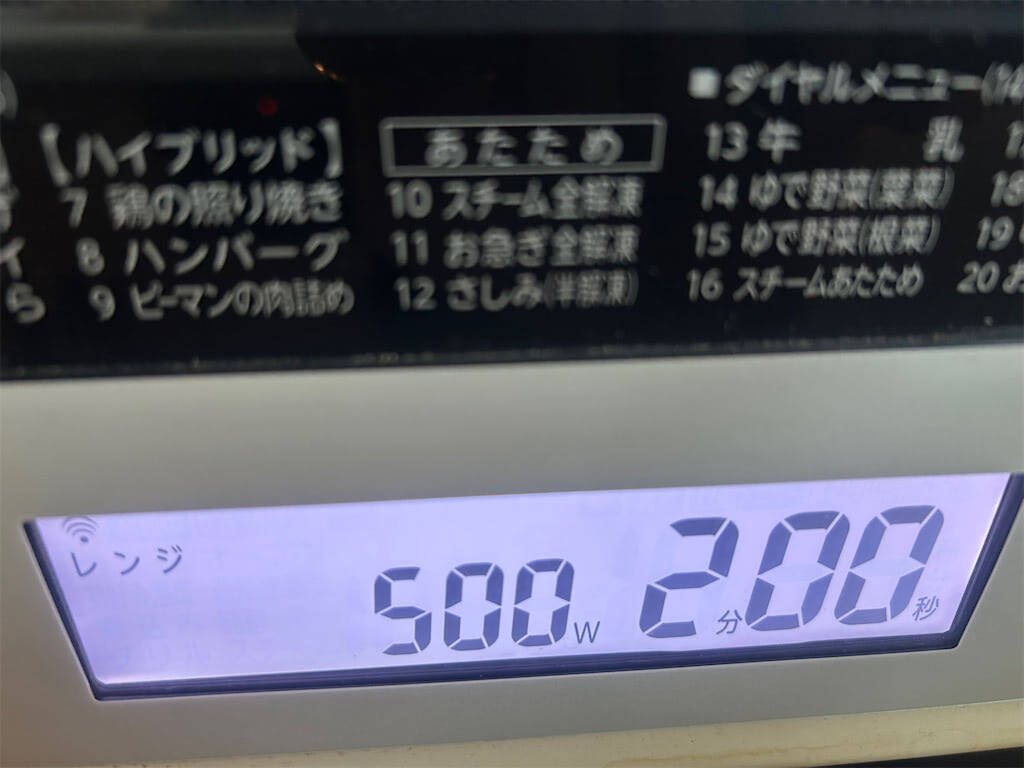 ■ダイヤルメニュー
【ハイブリッド】
7 鶏の照り焼き
8 ハンバーグ
9 ピーマンの肉詰め
あたため
10 スチーム全解凍
11 お急ぎ全解凍
12 さしみ(半解凍)
13 牛乳
14 ゆで野菜(葉菜)
15 ゆで野菜(根菜)
16 スチームあたため
18
19
20 お
レンジ
500W 2分00秒